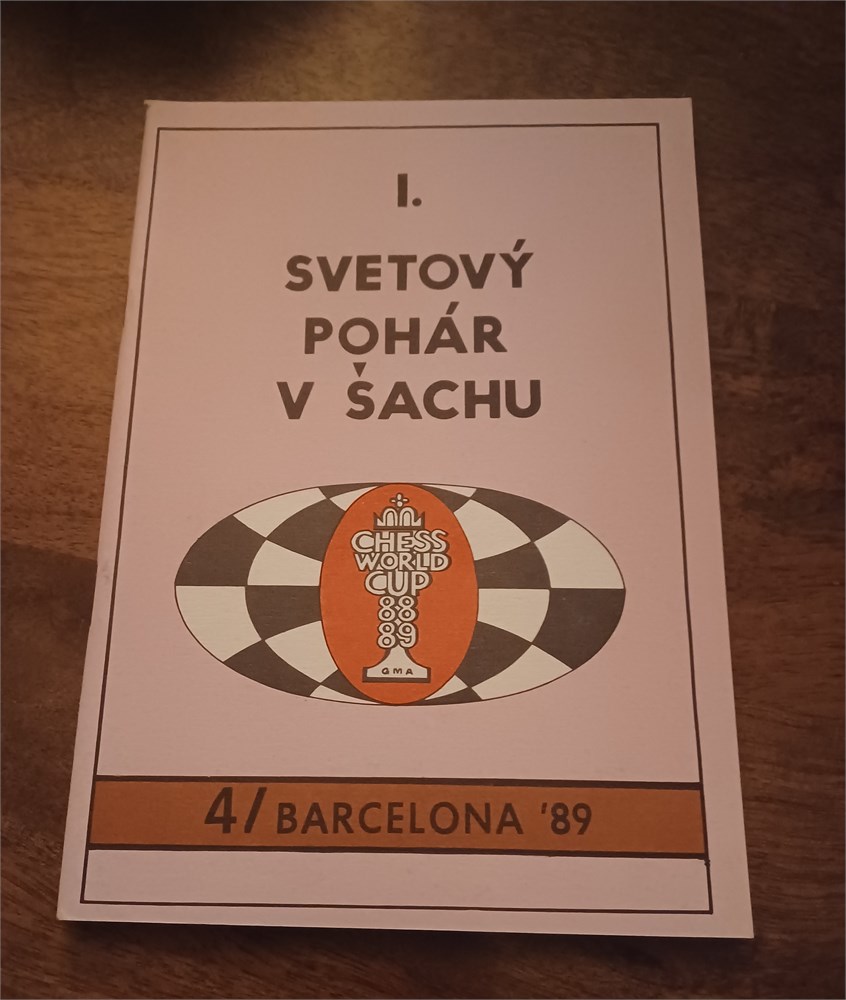 I.
SVETOVÝ
POHÁR
V ŠACHU
CHESS
WORLD
CUP
88
89
GMA
4/ BARCELONA '89